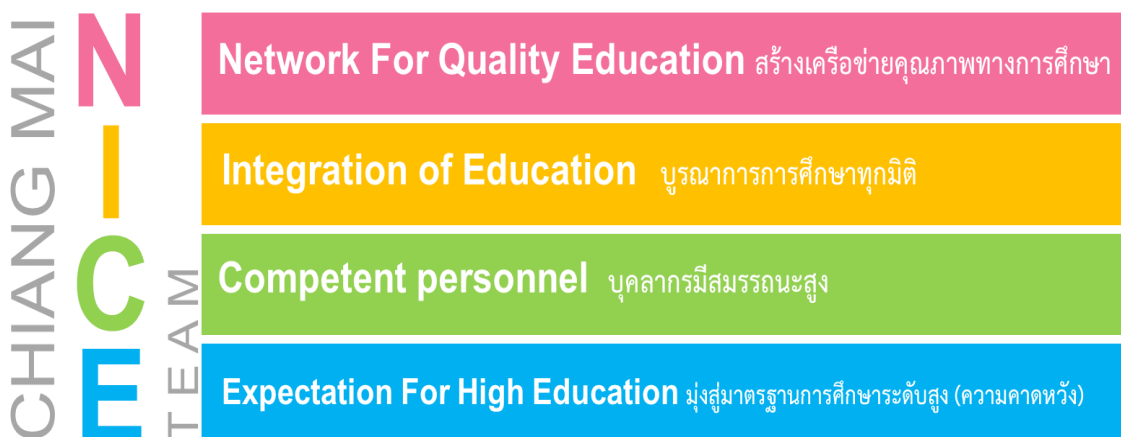 CHIANG MAI
NICE
TEAM
Network For Quality Education สร้างเครือข่ายคุณภาพทางการศึกษา
Integration of Education บูรณาการการศึกษาทุกมิติ
Competent personnel บุคลากรมีสมรรถนะสูง
Expectation For High Education มุ่งสู่มาตรฐานการศึกษาระดับสูง (ความคาดหวัง)